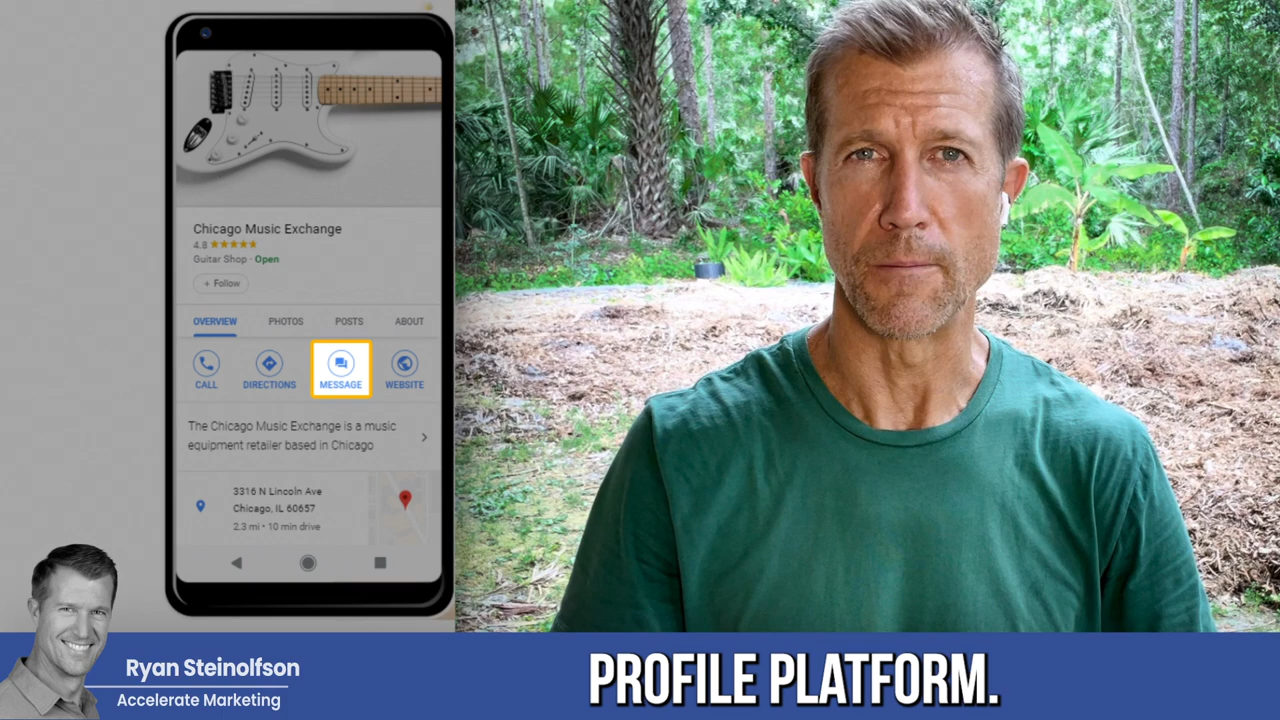 Chicago Music Exchange
4.8
Guitar Shop · Open
+ Follow
OVERVIEW PHOTOS POSTS ABOUT
CALL DIRECTIONS MESSAGE WEBSITE
The Chicago Music Exchange is a music
equipment retailer based in Chicago
3316 N Lincoln Ave
Chicago, IL 60657
2.3 mi • 10 min drive
Ryan Steinolfson
Accelerate Marketing
PROFILE PLATFORM.